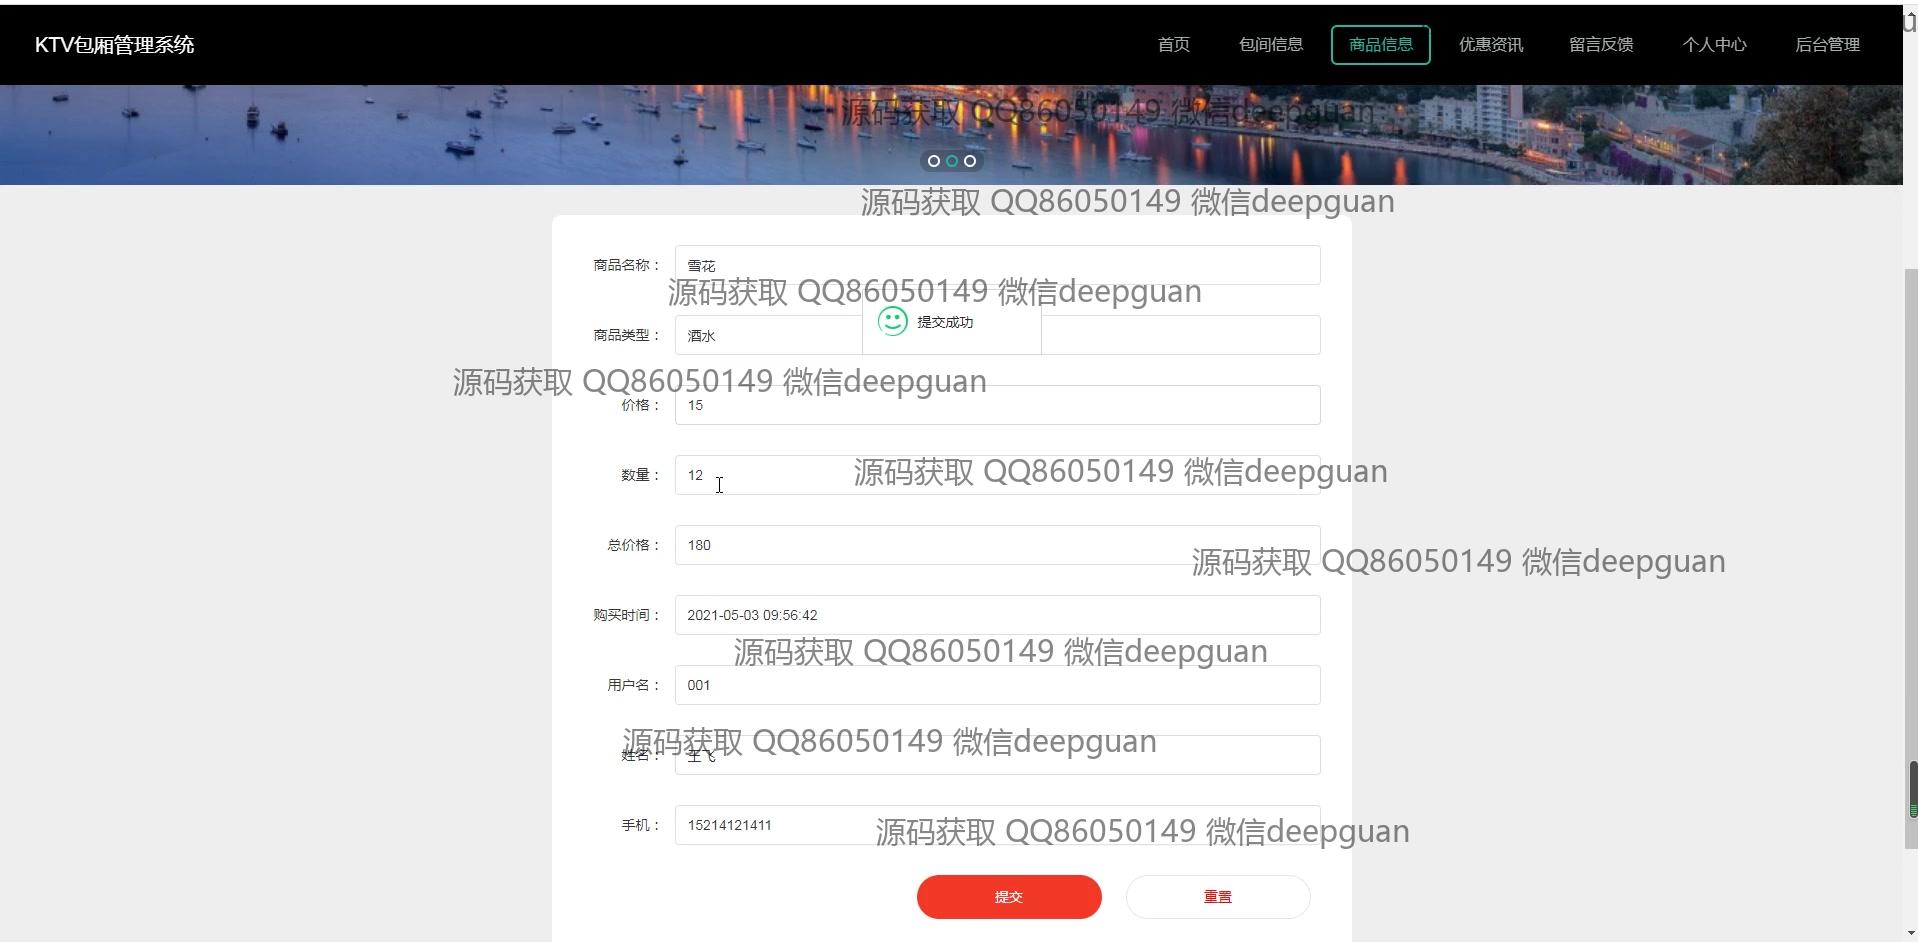 KTV包厢管理系统
首页
包间信息
商品信息
优惠资讯
留言反馈
个人中心
后台管理
源码获取 QQ86050149 微信deepguan
源码获取 QQ86050149 微信deepguan
商品名称：
雪花
源码获取 QQ86050149 微信deepguan
提交成功
商品类型：
酒水
源码获取 QQ86050149 微信deepguan
价格：
15
数量：
12
源码获取 QQ86050149 微信deepguan
总价格：
180
源码获取 QQ86050149 微信deepguan
购买时间：
2021-05-03 09:56:42
源码获取 QQ86050149 微信deepguan
用户名：
001
源码获取 QQ86050149 微信deepguan
姓名：
王飞
手机：
15214121411
源码获取 QQ86050149 微信deepguan
提交
重置